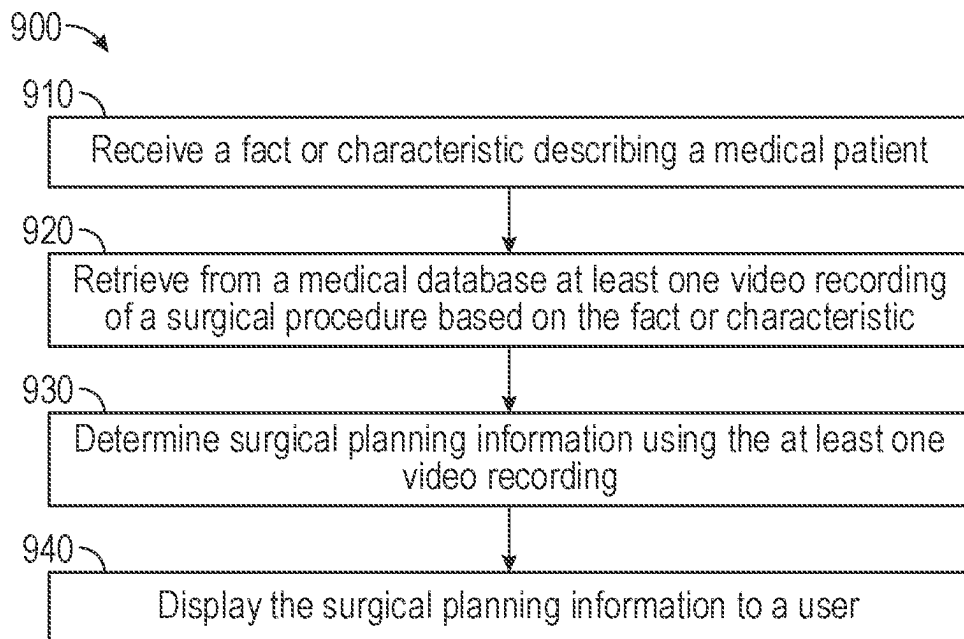 900
910
Receive a fact or characteristic describing a medical patient
920
Retrieve from a medical database at least one video recording
of a surgical procedure based on the fact or characteristic
930
Determine surgical planning information using the at least one
video recording
940
Display the surgical planning information to a user